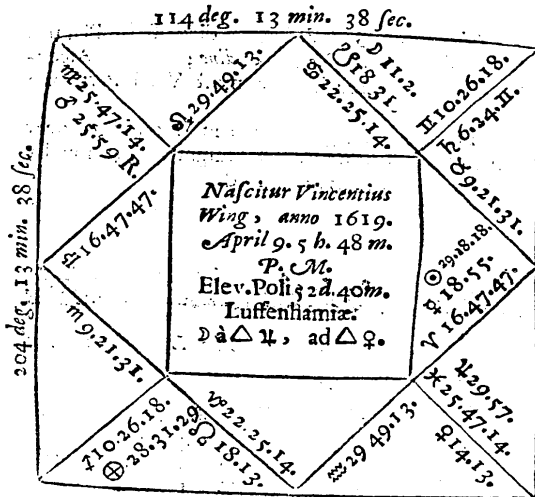 114 deg. 13 min. 38 ſec.
204 deg. 13 min 38 ſec.
☽ 11.2.
☋ 18 31.
♋ 22.25.14.
♊ 10.26.18.
♄ 6.24.♊.
♉ 9.21.31.
♌ 29.49.13.
♍ 25.47.14.
♂ 25.59 R.
♎ 16.47.47.
Naſcitur Vincentius
Wing, anno 1619.
April 9. 5 h. 48 m.
P. M.
Elev. Poli 52 d. 40 m.
Luffenhamiæ.
☽ à △ ♃, ad △ ♀.
☉ 29.18.18.
☿ 18.55.
♈ 16.47.47.
♏ 9.21.31.
♐ 10.26.18.
⊕ 28.31.29
☊ 18.13.
♑ 22.25.14.
♒ 29 49.13.
♃ 29.57.
♓ 25.47.14.
♀ 14.13.